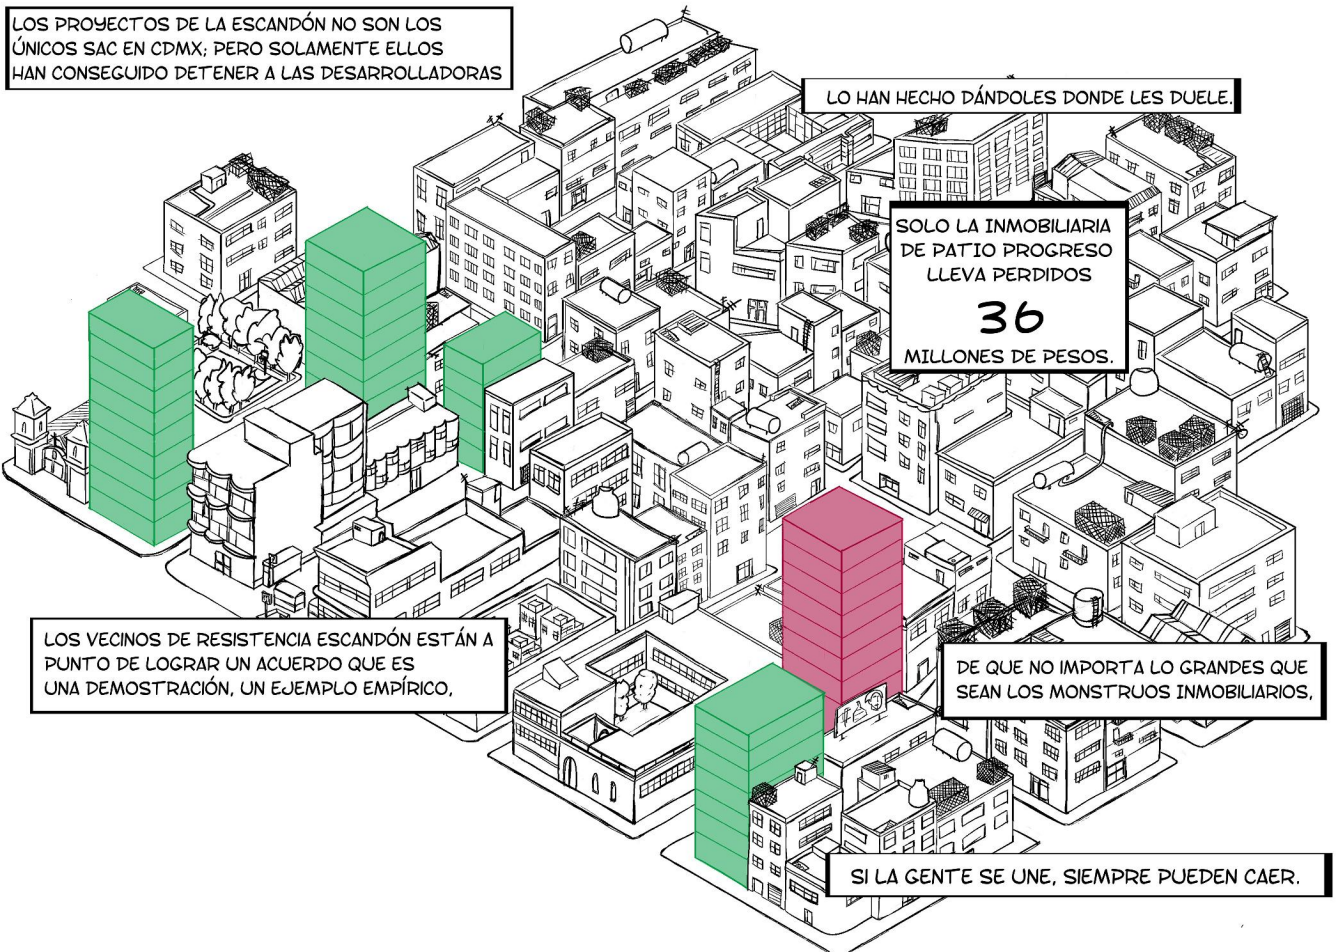 LOS PROYECTOS DE LA ESCANDÓN NO SON LOS
ÚNICOS SAC EN CDMX; PERO SOLAMENTE ELLOS
HAN CONSEGUIDO DETENER A LAS DESARROLLADORAS
LO HAN HECHO DÁNDOLES DONDE LES DUELE.
SOLO LA INMOBILIARIA
DE PATIO PROGRESO
LLEVA PERDIDOS
36
MILLONES DE PESOS.
LOS VECINOS DE RESISTENCIA ESCANDÓN ESTÁN A
PUNTO DE LOGRAR UN ACUERDO QUE ES
UNA DEMOSTRACIÓN, UN EJEMPLO EMPÍRICO,
DE QUE NO IMPORTA LO GRANDES QUE
SEAN LOS MONSTRUOS INMOBILIARIOS,
SI LA GENTE SE UNE, SIEMPRE PUEDEN CAER.